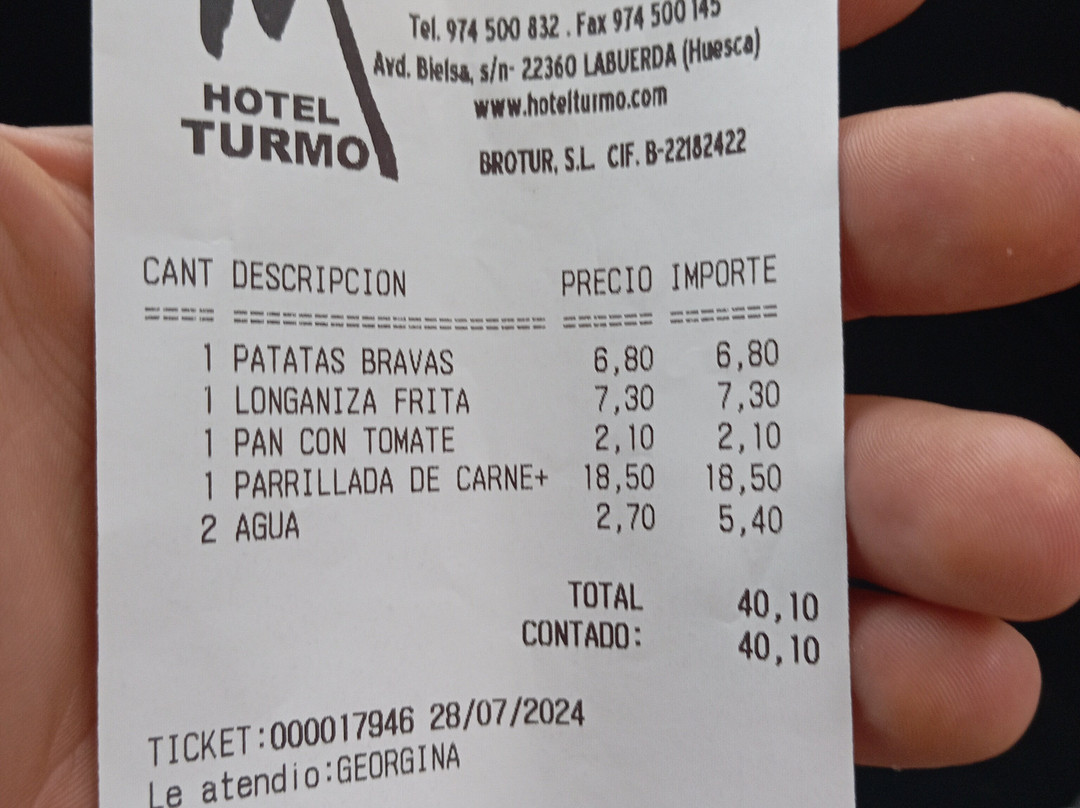 Tel. 974 500 832 . Fax 974 500 145
Avd. Bielsa, s/n- 22360 LABUERDA (Huesca)
www.hotelturmo.com
HOTEL
TURMO
BROTUR, S.L. CIF. B-22182422
CANT DESCRIPCION PRECIO IMPORTE
==== ==================== ====== =======
1 PATATAS BRAVAS 6,80 6,80
1 LONGANIZA FRITA 7,30 7,30
1 PAN CON TOMATE 2,10 2,10
1 PARRILLADA DE CARNE+ 18,50 18,50
2 AGUA 2,70 5,40
TOTAL 40,10
CONTADO: 40,10
TICKET:000017946 28/07/2024
Le atendio:GEORGINA